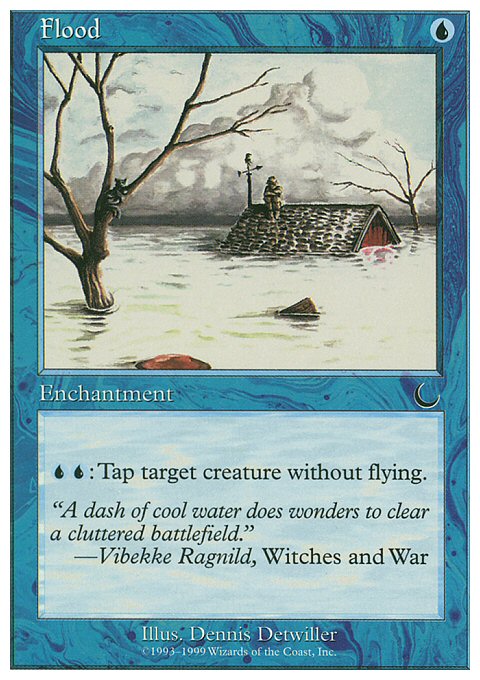 Flood
Enchantment
: Tap target creature without flying.
“A dash of cool water does wonders to clear
a cluttered battlefield.”
—Vibekke Ragnild, Witches and War
Illus. Dennis Detwiller
©1993–1999 Wizards of the Coast, Inc.